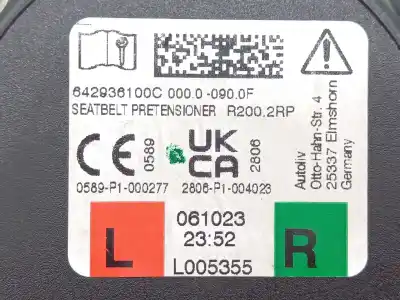 642936100C 000.0-090.0F
SEATBELT PRETENSIONER R200.2RP
CE 0589
UK CA 2806
0589-P1-000277 2806-P1-004023
Autoliv
Otto-Hahn-Str. 4
25337 Elmshorn
Germany
L
061023
23:52
L005355
R